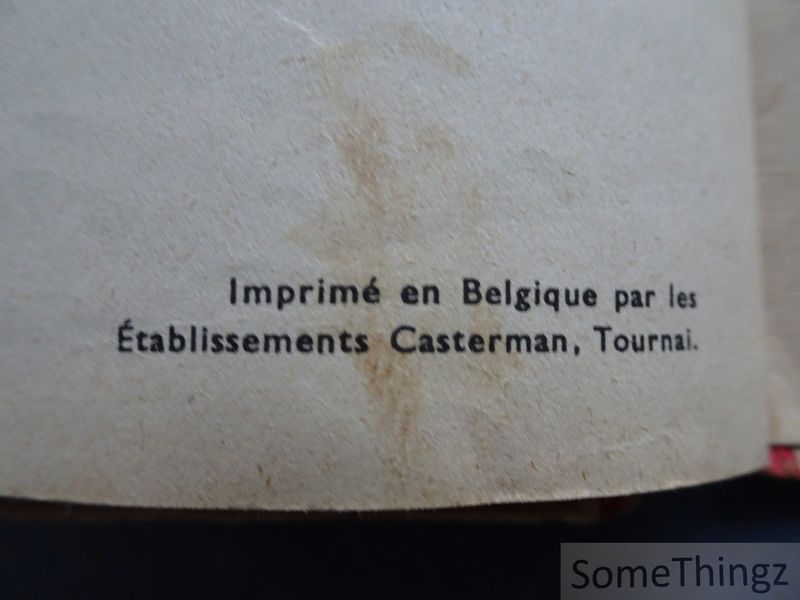 Imprimé en Belgique par les
Établissements Casterman, Tournai.
SomeThingz